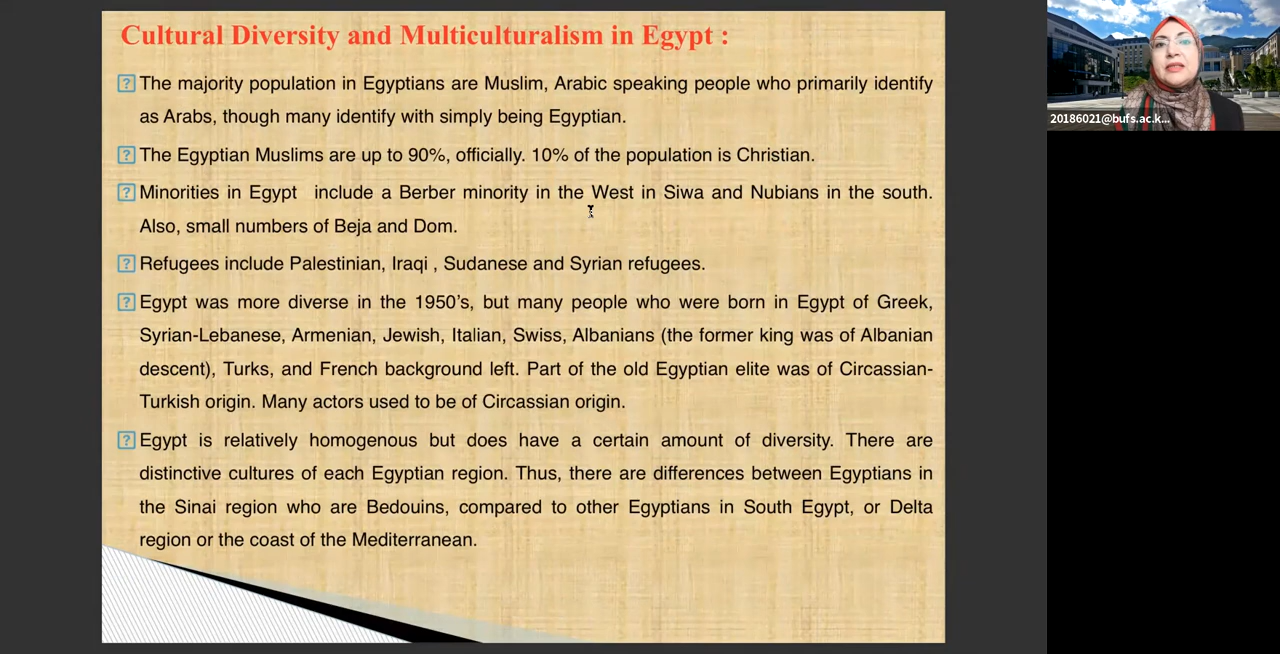 Cultural Diversity and Multiculturalism in Egypt :
The majority population in Egyptians are Muslim, Arabic speaking people who primarily identify
as Arabs, though many identify with simply being Egyptian.
The Egyptian Muslims are up to 90%, officially. 10% of the population is Christian.
Minorities in Egypt include a Berber minority in the West in Siwa and Nubians in the south.
Also, small numbers of Beja and Dom.
Refugees include Palestinian, Iraqi , Sudanese and Syrian refugees.
Egypt was more diverse in the 1950's, but many people who were born in Egypt of Greek,
Syrian-Lebanese, Armenian, Jewish, Italian, Swiss, Albanians (the former king was of Albanian
descent), Turks, and French background left. Part of the old Egyptian elite was of Circassian-
Turkish origin. Many actors used to be of Circassian origin.
Egypt is relatively homogenous but does have a certain amount of diversity. There are
distinctive cultures of each Egyptian region. Thus, there are differences between Egyptians in
the Sinai region who are Bedouins, compared to other Egyptians in South Egypt, or Delta
region or the coast of the Mediterranean.
20186021@bufs.ac.k...